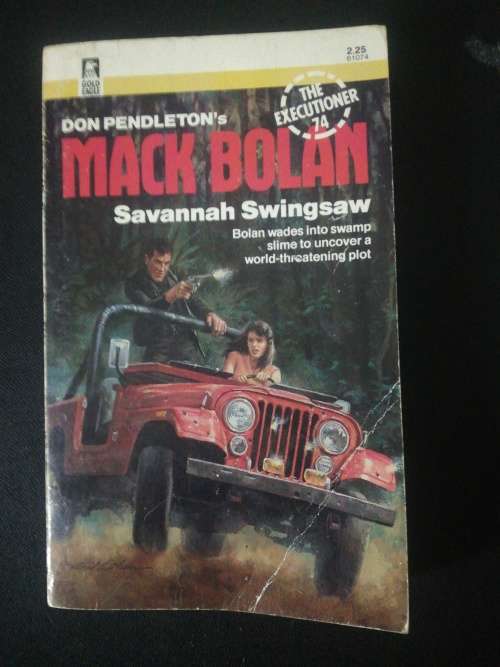 2.25
61074
GOLD
EAGLE
THE
EXECUTIONER
74
DON PENDLETON's
MACK BOLAN
Savannah Swingsaw
Bolan wades into swamp
slime to uncover a
world-threatening plot